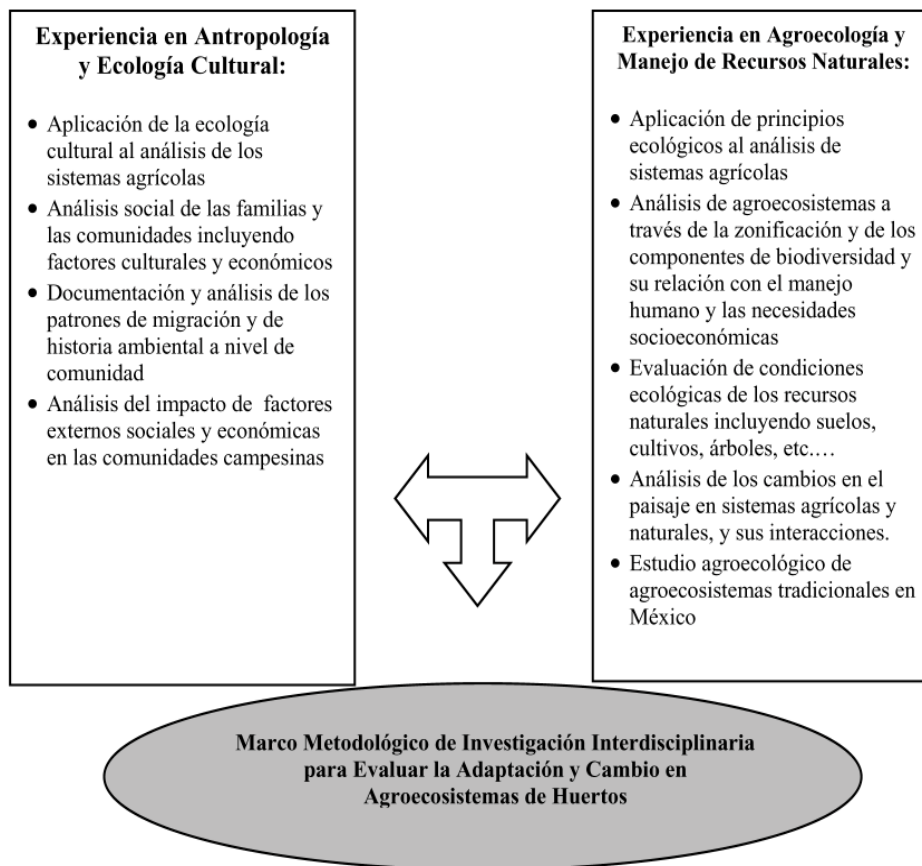 Experiencia en Antropología
y Ecología Cultural:
• Aplicación de la ecología
cultural al análisis de los
sistemas agrícolas
• Análisis social de las familias y
las comunidades incluyendo
factores culturales y económicos
• Documentación y análisis de los
patrones de migración y de
historia ambiental a nivel de
comunidad
• Análisis del impacto de factores
externos sociales y económicas
en las comunidades campesinas
Experiencia en Agroecología y
Manejo de Recursos Naturales:
• Aplicación de principios
ecológicos al análisis de
sistemas agrícolas
• Análisis de agroecosistemas a
través de la zonificación y de los
componentes de biodiversidad y
su relación con el manejo
humano y las necesidades
socioeconómicas
• Evaluación de condiciones
ecológicas de los recursos
naturales incluyendo suelos,
cultivos, árboles, etc.…
• Análisis de los cambios en el
paisaje en sistemas agrícolas y
naturales, y sus interacciones.
• Estudio agroecológico de
agroecosistemas tradicionales en
México
Marco Metodológico de Investigación Interdisciplinaria
para Evaluar la Adaptación y Cambio en
Agroecosistemas de Huertos